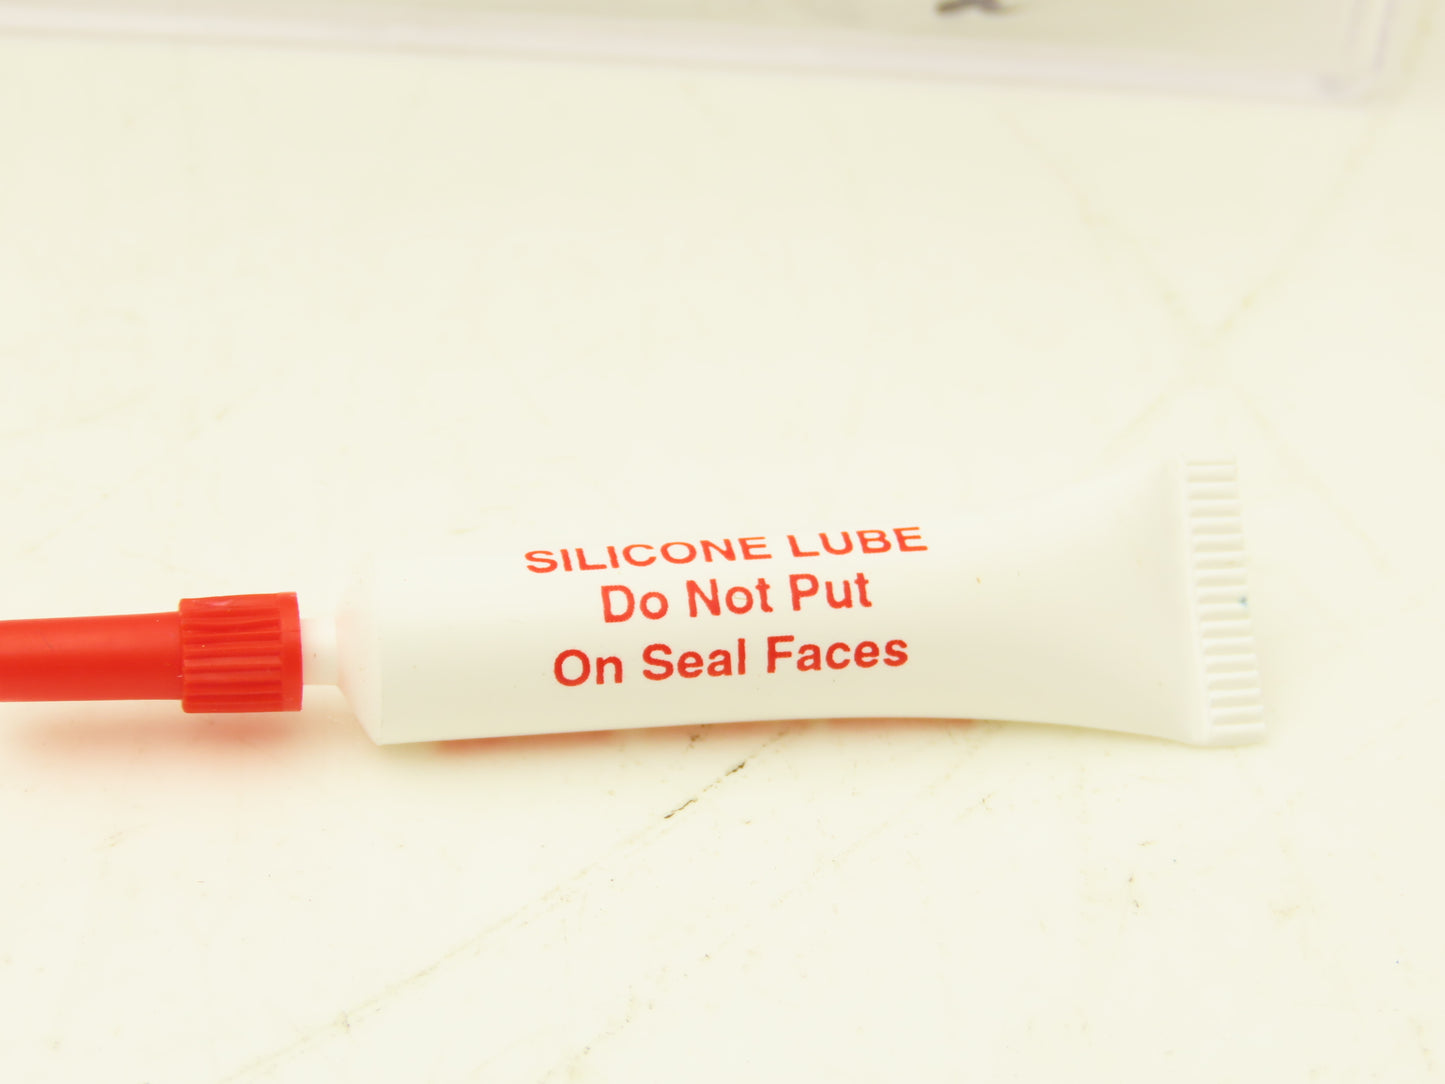 SILICONE LUBE
Do Not Put
On Seal Faces